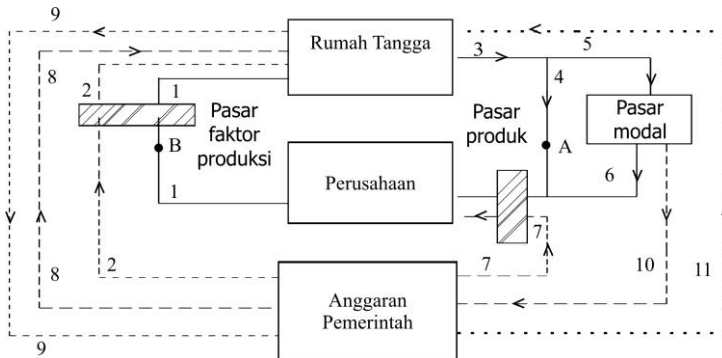 9
Rumah Tangga
3
5
8
2
1
4
Pasar
faktor
produksi
Pasar
produk
Pasar
modal
B
A
1
Perusahaan
6
7
2
7
8
10
11
Anggaran
Pemerintah
9